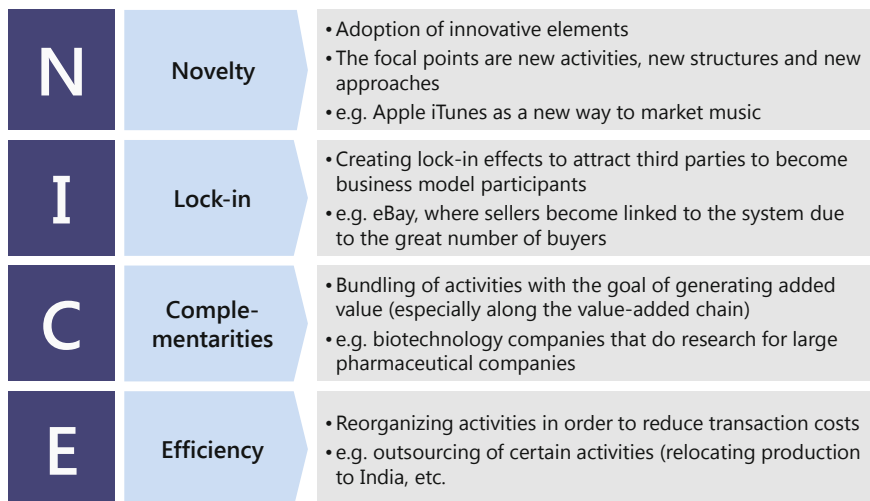 N
Novelty
• Adoption of innovative elements
• The focal points are new activities, new structures and new
approaches
• e.g. Apple iTunes as a new way to market music
I
Lock-in
• Creating lock-in effects to attract third parties to become
business model participants
• e.g. eBay, where sellers become linked to the system due
to the great number of buyers
C
Comple-
mentarities
• Bundling of activities with the goal of generating added
value (especially along the value-added chain)
• e.g. biotechnology companies that do research for large
pharmaceutical companies
E
Efficiency
• Reorganizing activities in order to reduce transaction costs
• e.g. outsourcing of certain activities (relocating production
to India, etc.